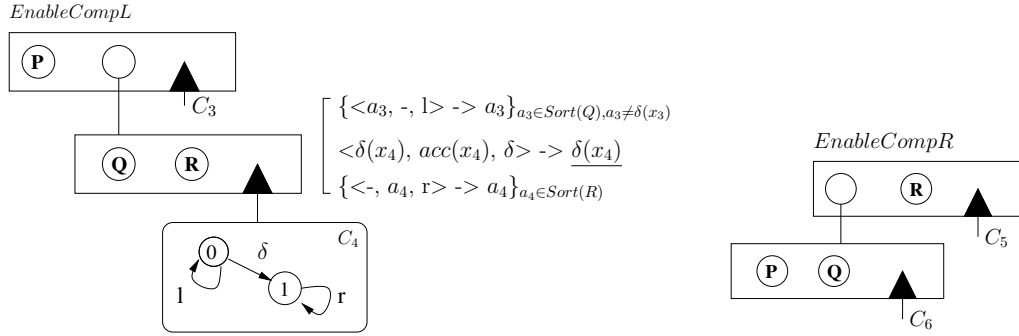 EnableCompL
P
C₃
{<a₃, -, l> -> a₃}a₃∈Sort(Q),a₃≠δ(x₃)
<δ(x₄), acc(x₄), δ> -> δ(x₄)
{<-, a₄, r> -> a₄}a₄∈Sort(R)
Q R
C₄
0 δ
l 1 r
EnableCompR
R
C₅
P Q
C₆